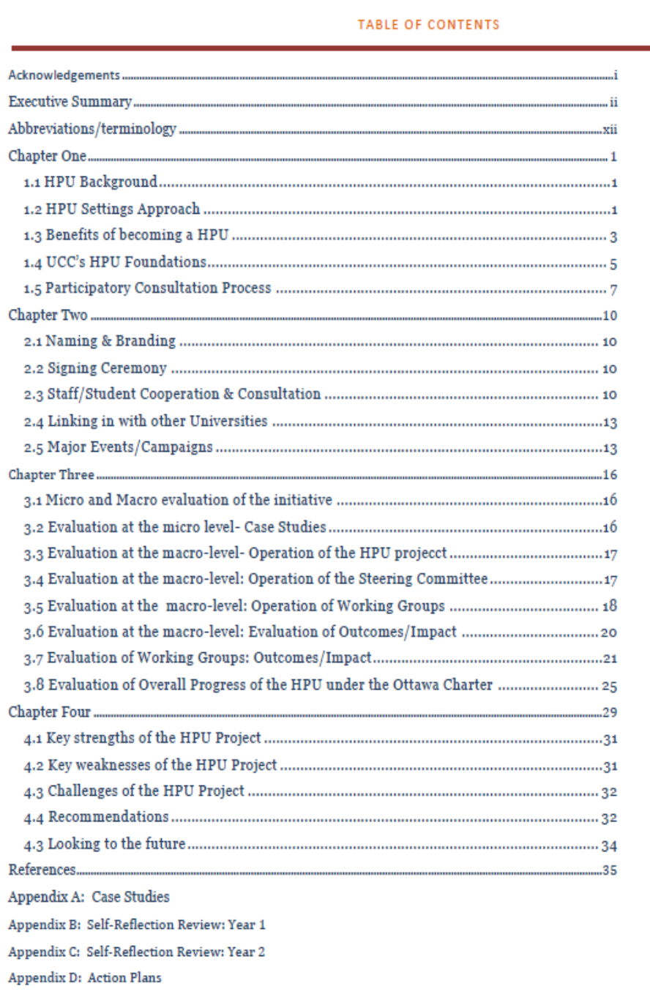 TABLE OF CONTENTS
Acknowledgements i
Executive Summary ii
Abbreviations/terminology xii
Chapter One 1
1.1 HPU Background 1
1.2 HPU Settings Approach 1
1.3 Benefits of becoming a HPU 3
1.4 UCC's HPU Foundations 5
1.5 Participatory Consultation Process 7
Chapter Two 10
2.1 Naming & Branding 10
2.2 Signing Ceremony 10
2.3 Staff/Student Cooperation & Consultation 10
2.4 Linking in with other Universities 13
2.5 Major Events/Campaigns 13
Chapter Three 16
3.1 Micro and Macro evaluation of the initiative 16
3.2 Evaluation at the micro level- Case Studies 16
3.3 Evaluation at the macro-level- Operation of the HPU projecct 17
3.4 Evaluation at the macro-level: Operation of the Steering Committee 17
3.5 Evaluation at the macro-level: Operation of Working Groups 18
3.6 Evaluation at the macro-level: Evaluation of Outcomes/Impact 20
3.7 Evaluation of Working Groups: Outcomes/Impact 21
3.8 Evaluation of Overall Progress of the HPU under the Ottawa Charter 25
Chapter Four 29
4.1 Key strengths of the HPU Project 31
4.2 Key weaknesses of the HPU Project 31
4.3 Challenges of the HPU Project 32
4.4 Recommendations 32
4.3 Looking to the future 34
References 35
Appendix A: Case Studies
Appendix B: Self-Reflection Review: Year 1
Appendix C: Self-Reflection Review: Year 2
Appendix D: Action Plans